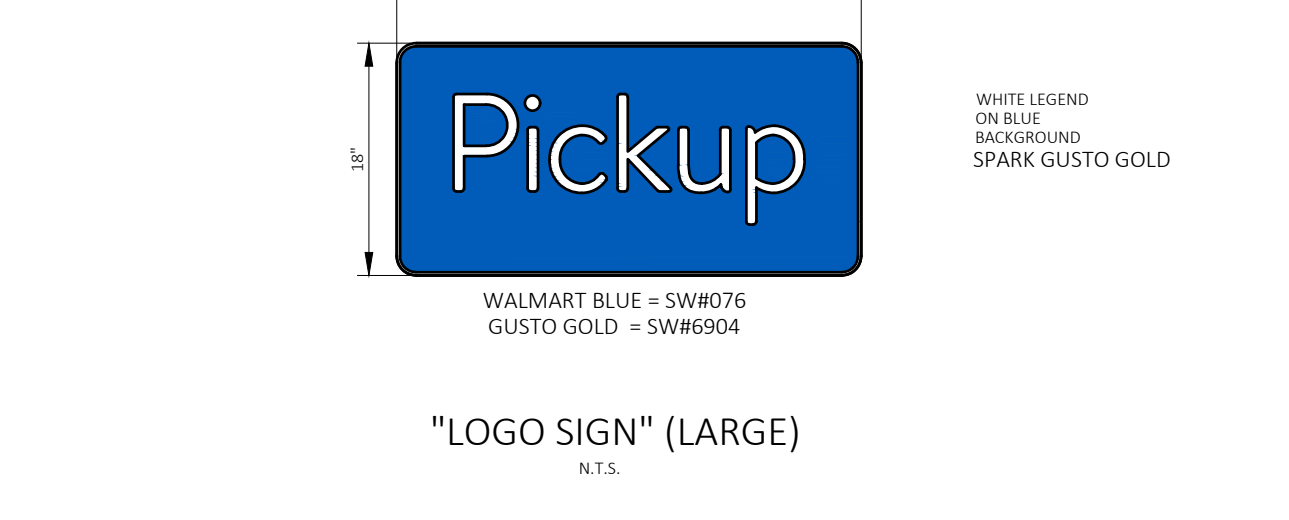 Pickup
18"
WHITE LEGEND
ON BLUE
BACKGROUND
SPARK GUSTO GOLD
WALMART BLUE = SW#076
GUSTO GOLD = SW#6904
"LOGO SIGN" (LARGE)
N.T.S.